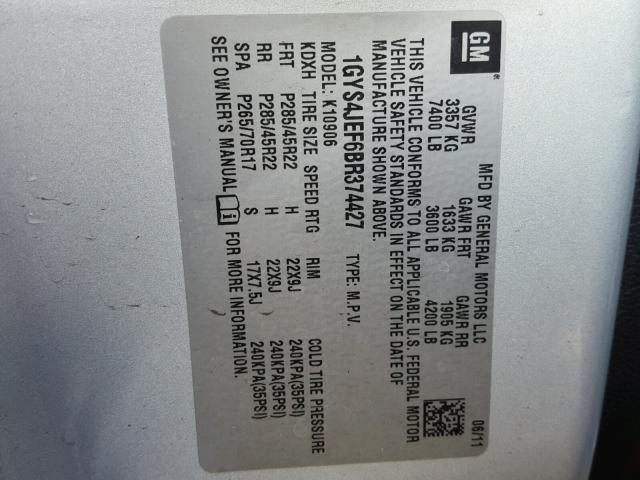 GM
MFD BY GENERAL MOTORS LLC 06/11
GVWR GAWR FRT GAWR RR
3357 KG 1633 KG 1905 KG
7400 LB 3600 LB 4200 LB
THIS VEHICLE CONFORMS TO ALL APPLICABLE U.S. FEDERAL MOTOR
VEHICLE SAFETY STANDARDS IN EFFECT ON THE DATE OF
MANUFACTURE SHOWN ABOVE.
1GYS4JEF6BR374427 TYPE: M.P.V.
MODEL: K10906
KDXH TIRE SIZE SPEED RTG RIM COLD TIRE PRESSURE
FRT P285/45R22 H 22X9J 240KPA(35PSI)
RR P285/45R22 H 22X9J 240KPA(35PSI)
SPA P265/70R17 S 17X7.5J 240KPA(35PSI)
SEE OWNER'S MANUAL i FOR MORE INFORMATION.